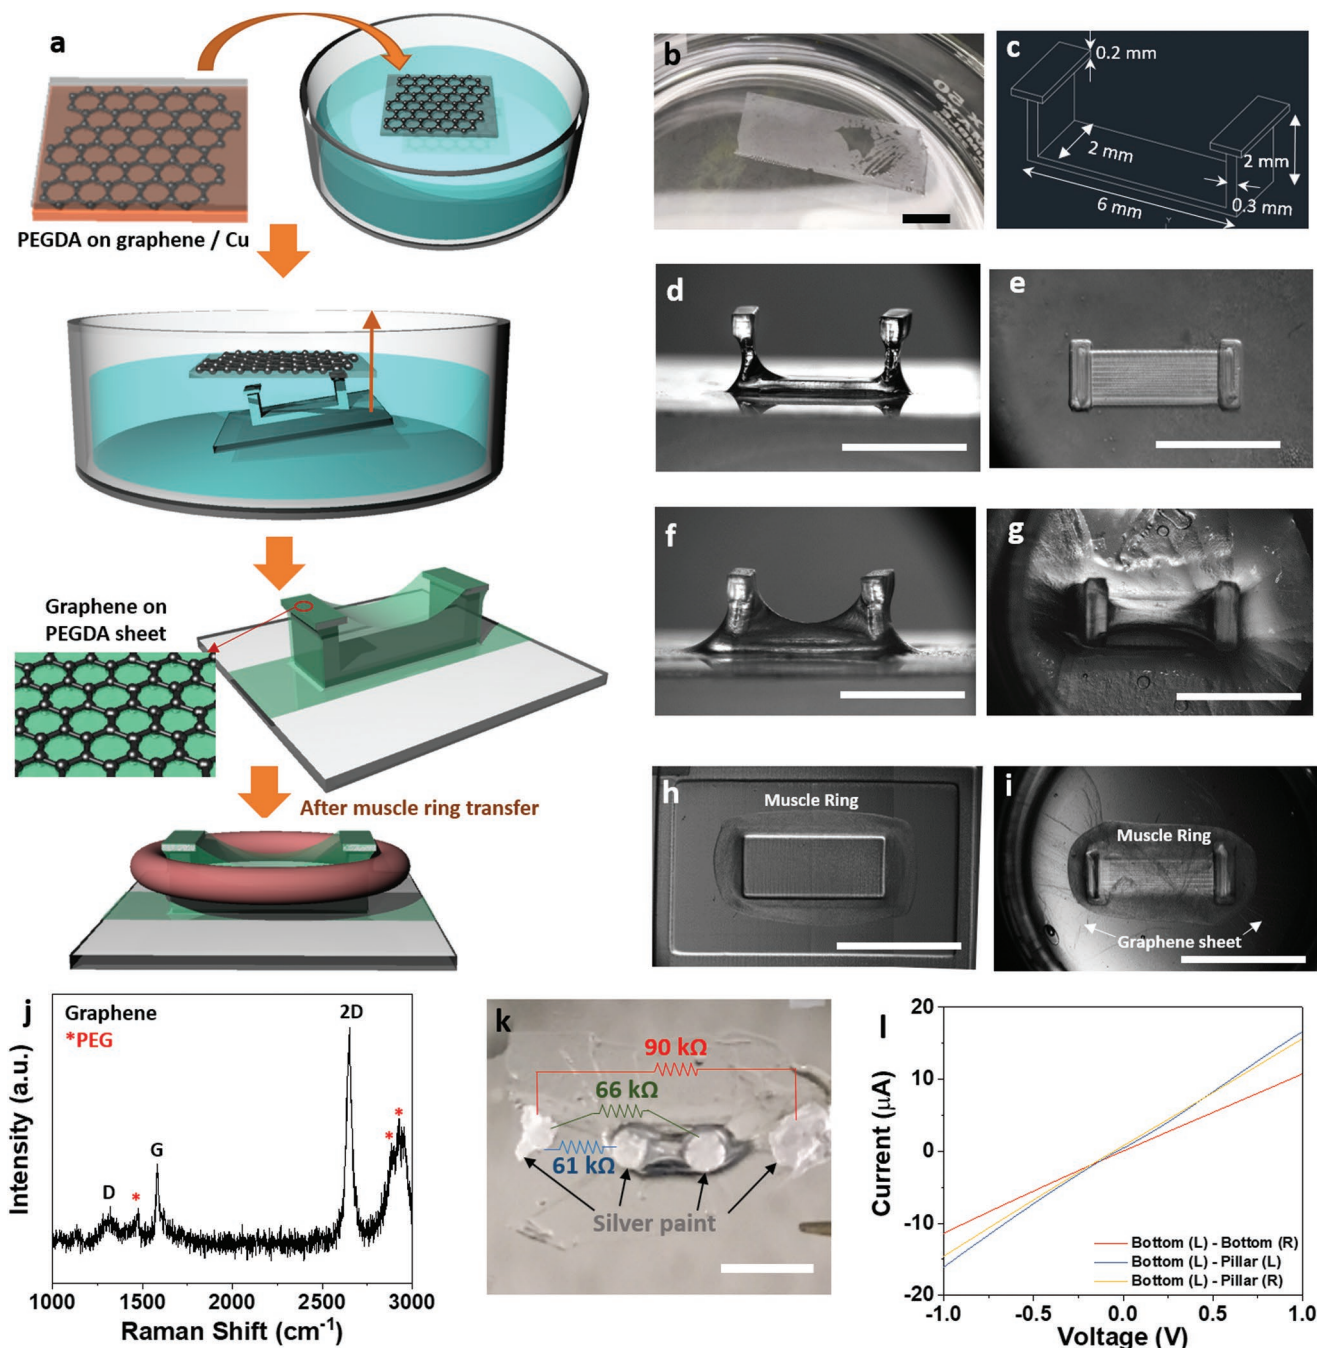 a
PEGDA on graphene / Cu
Graphene on
PEGDA sheet
After muscle ring transfer
b
c
0.2 mm
2 mm
2 mm
0.3 mm
6 mm
d
e
f
g
h
Muscle Ring
i
Muscle Ring
Graphene sheet
j
Graphene
*PEG
2D
G
D
*
*
*
Intensity (a.u.)
1000
1500
2000
2500
3000
Raman Shift (cm⁻¹)
k
90 kΩ
66 kΩ
61 kΩ
Silver paint
l
20
10
0
-10
-20
Current (μA)
Bottom (L) - Bottom (R)
Bottom (L) - Pillar (L)
Bottom (L) - Pillar (R)
-1.0
-0.5
0.0
0.5
1.0
Voltage (V)